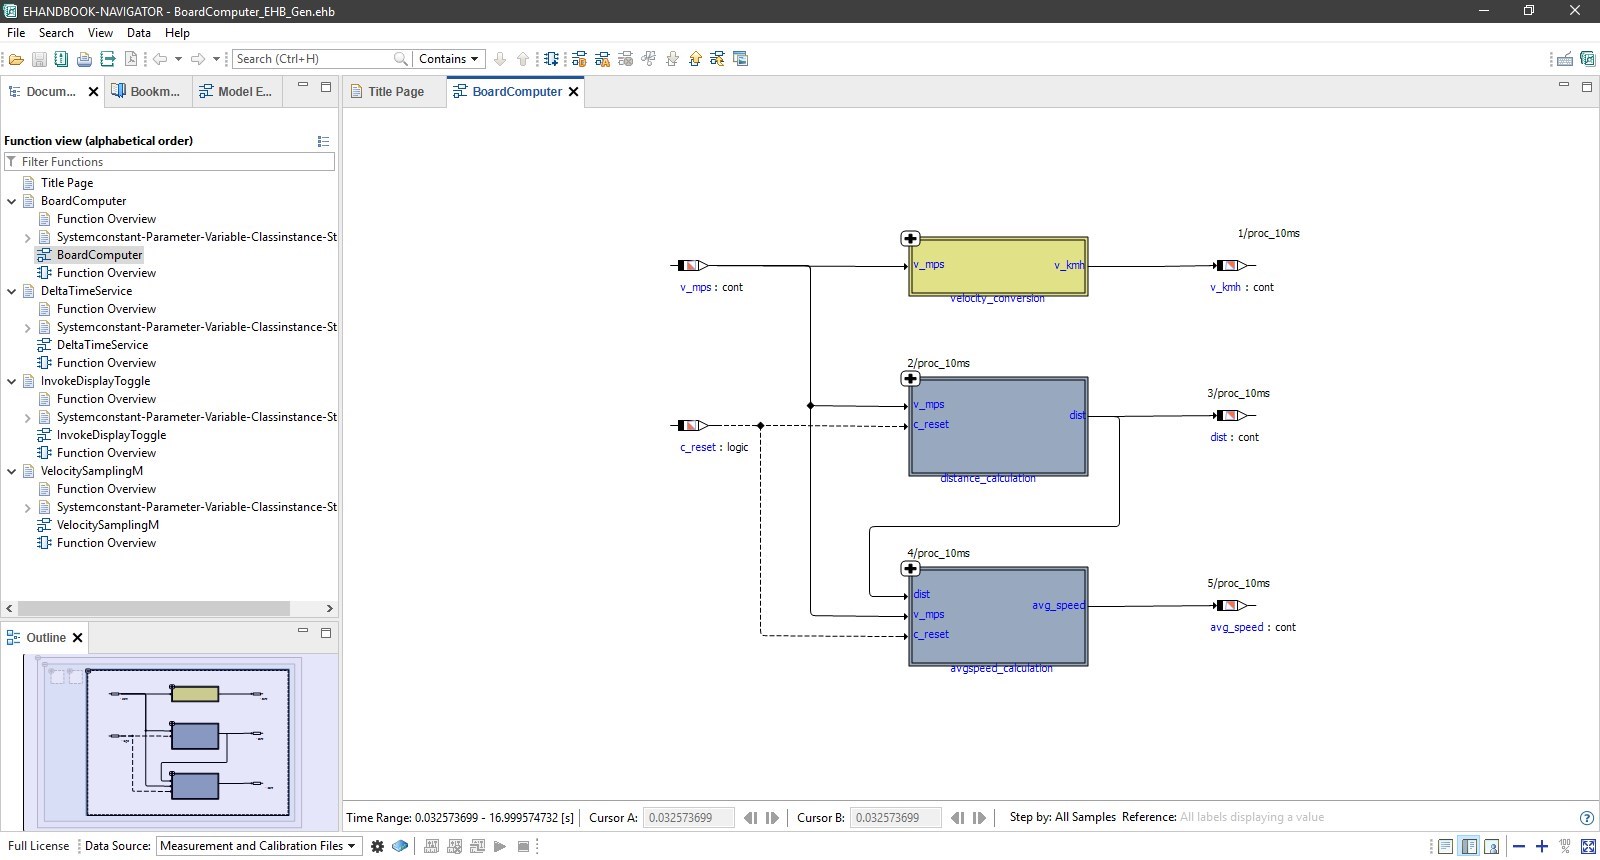 EHANDBOOK-NAVIGATOR - BoardComputer_EHB_Gen.ehb
File Search View Data Help
Search (Ctrl+H) Contains
Docum... Bookm... Model E...
Title Page BoardComputer
Function view (alphabetical order)
Filter Functions
Title Page
BoardComputer
Function Overview
Systemconstant-Parameter-Variable-Classinstance-St
BoardComputer
Function Overview
DeltaTimeService
Function Overview
Systemconstant-Parameter-Variable-Classinstance-St
DeltaTimeService
Function Overview
InvokeDisplayToggle
Function Overview
Systemconstant-Parameter-Variable-Classinstance-St
InvokeDisplayToggle
Function Overview
VelocitySamplingM
Function Overview
Systemconstant-Parameter-Variable-Classinstance-St
VelocitySamplingM
Function Overview
Outline
1/proc_10ms
v_mps v_kmh
v_mps : cont
v_kmh : cont
velocity_conversion
2/proc_10ms
3/proc_10ms
v_mps
dist
c_reset
c_reset : logic
dist : cont
distance_calculation
4/proc_10ms
5/proc_10ms
dist
avg_speed
v_mps
c_reset
avg_speed : cont
avgspeed_calculation
Time Range: 0.032573699 - 16.999574732 [s] Cursor A: 0.032573699 Cursor B: 0.032573699 Step by: All Samples Reference: All labels displaying a value
Full License Data Source: Measurement and Calibration Files 100 %